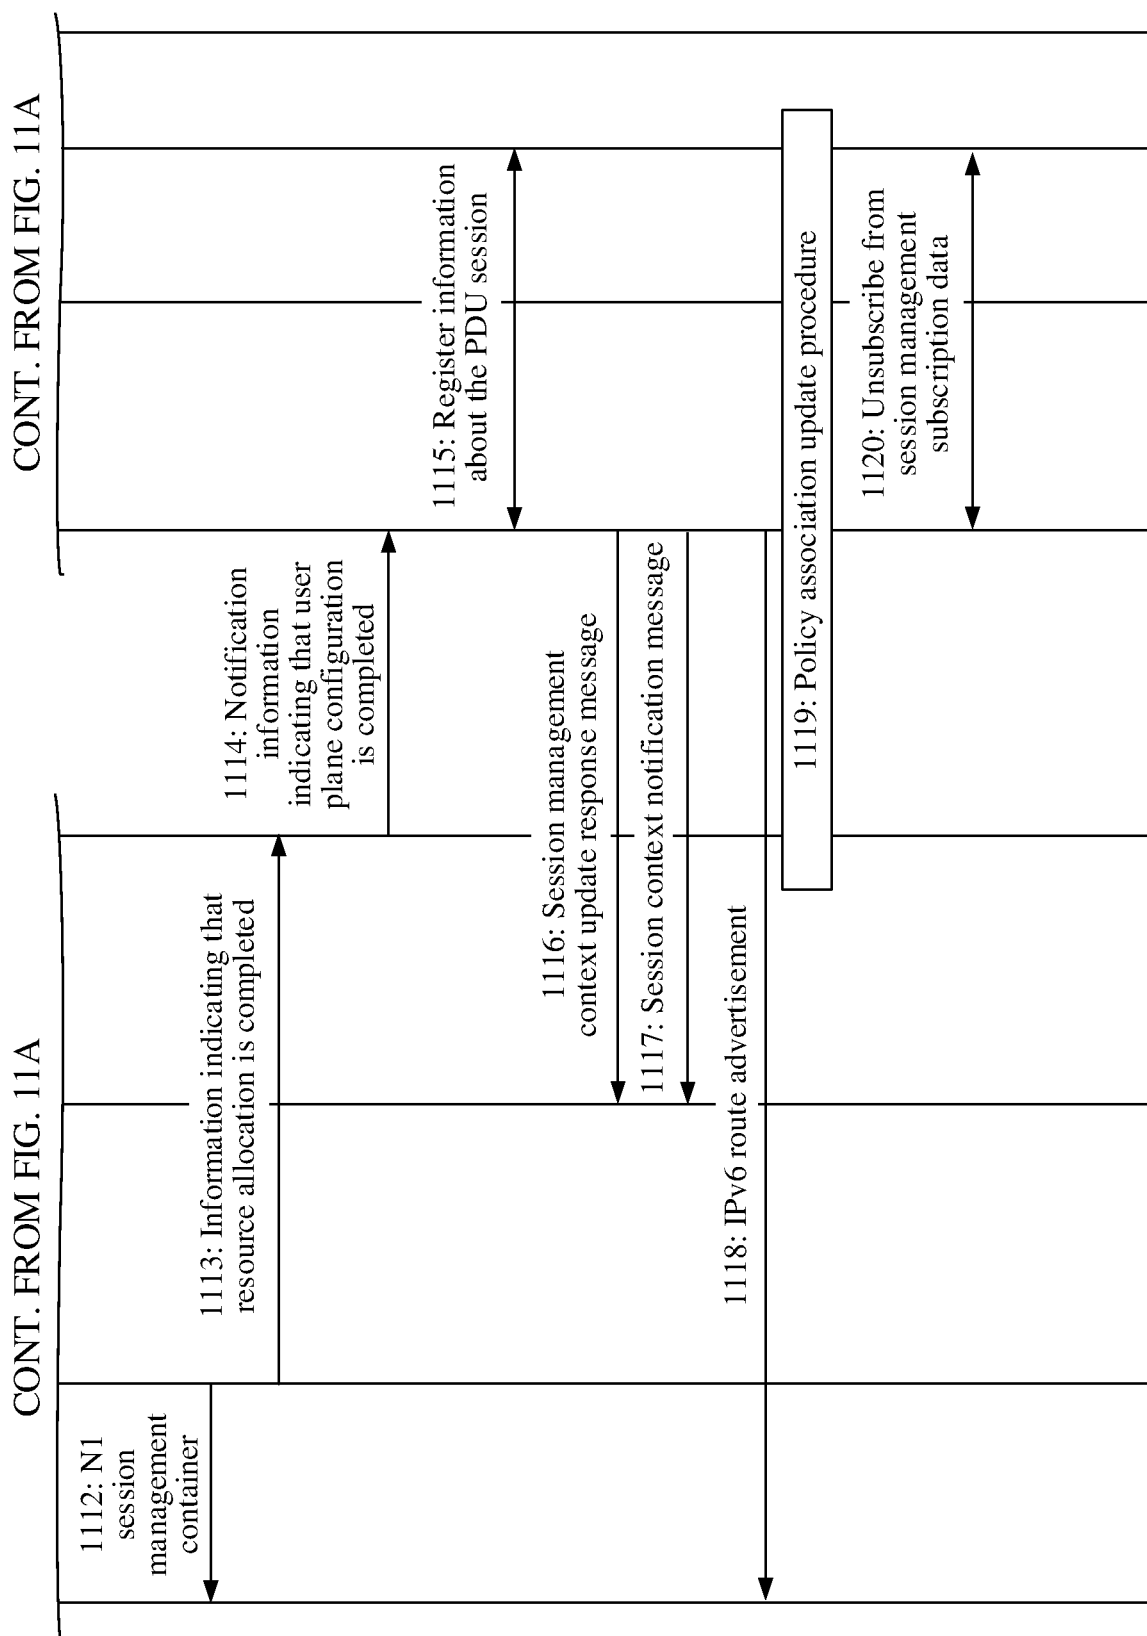 CONT. FROM FIG. 11A
CONT. FROM FIG. 11A
1112: N1
session
management
container
1113: Information indicating that
resource allocation is completed
1114: Notification
information
indicating that user
plane configuration
is completed
1115: Register information
about the PDU session
1116: Session management
context update response message
1117: Session context notification message
1118: IPv6 route advertisement
1119: Policy association update procedure
1120: Unsubscribe from
session management
subscription data